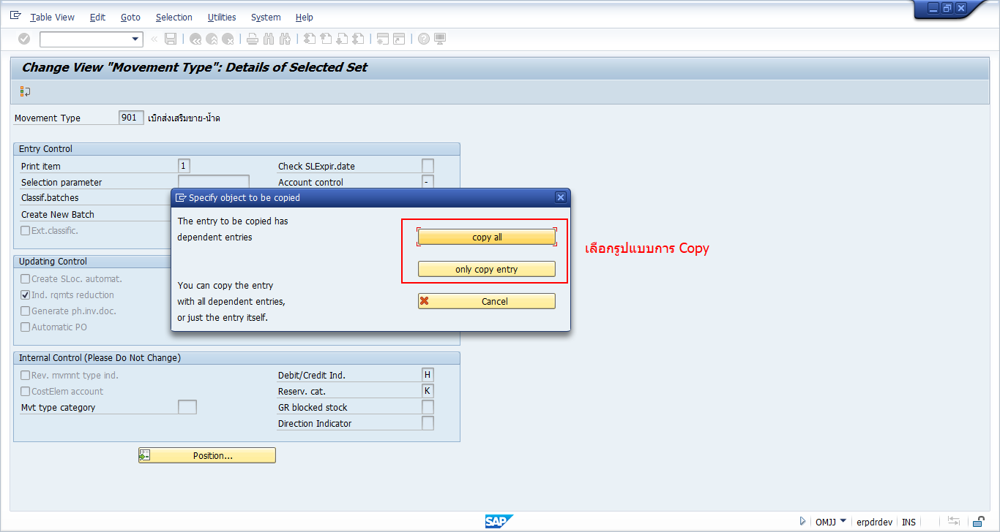 Table View Edit Goto Selection Utilities System Help
Change View "Movement Type": Details of Selected Set
Movement Type 901 เบิกส่งเสริมขาย-น้ำด
Entry Control
Print item 1 Check SLExpir.date
Selection parameter Account control -
Classif.batches
Create New Batch
Ext.classific.
Specify object to be copied
The entry to be copied has
dependent entries
copy all
only copy entry
You can copy the entry
with all dependent entries,
or just the entry itself.
Cancel
เลือกรูปแบบการ Copy
Updating Control
Create SLoc. automat.
Ind. rqmts reduction
Generate ph.inv.doc.
Automatic PO
Internal Control (Please Do Not Change)
Rev. mvmnt type ind. Debit/Credit Ind. H
CostElem account Reserv. cat. K
Mvt type category GR blocked stock
Direction Indicator
Position...
SAP OMJJ erpdrdev INS